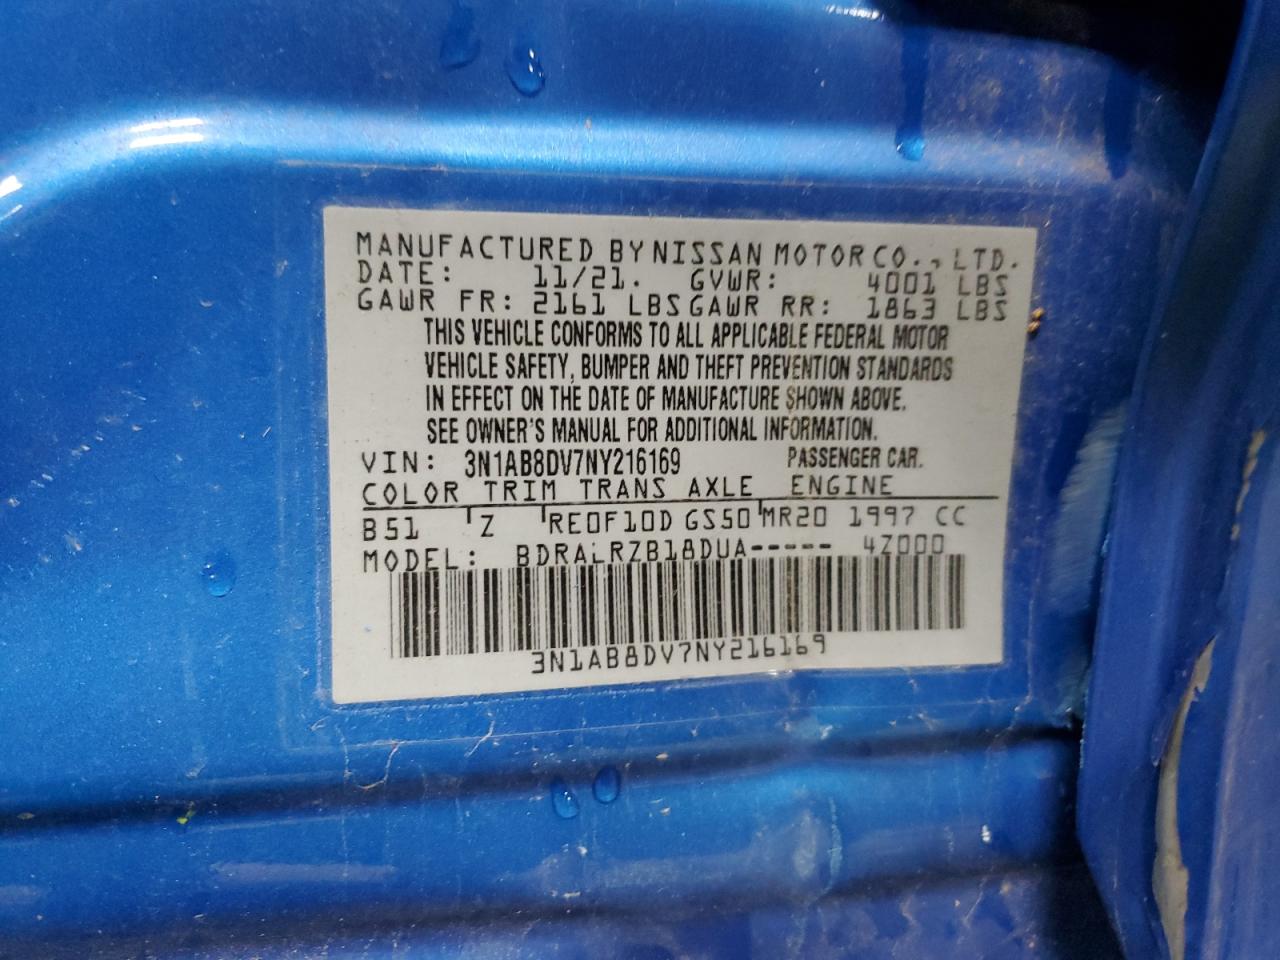 MANUFACTURED BY NISSAN MOTOR CO., LTD.
DATE: 11/21. GVWR: 4001 LBS
GAWR FR: 2161 LBS GAWR RR: 1863 LBS
THIS VEHICLE CONFORMS TO ALL APPLICABLE FEDERAL MOTOR
VEHICLE SAFETY, BUMPER AND THEFT PREVENTION STANDARDS
IN EFFECT ON THE DATE OF MANUFACTURE SHOWN ABOVE.
SEE OWNER'S MANUAL FOR ADDITIONAL INFORMATION.
VIN: 3N1AB8DV7NY216169 PASSENGER CAR.
COLOR TRIM TRANS AXLE ENGINE
B51 Z RE0F10D GS50 MR20 1997 CC
MODEL: BDRALRZB18DUA----- 4Z000
3N1AB8DV7NY216169